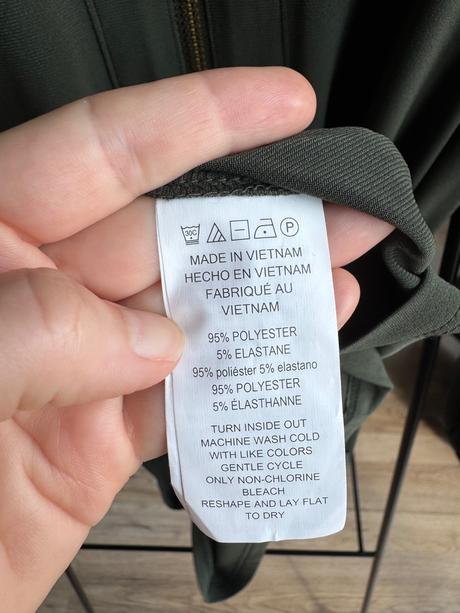 30C P
MADE IN VIETNAM
HECHO EN VIETNAM
FABRIQUÉ AU
VIETNAM
95% POLYESTER
5% ELASTANE
95% poliéster 5% elastano
95% POLYESTER
5% ÉLASTHANNE
TURN INSIDE OUT
MACHINE WASH COLD
WITH LIKE COLORS
GENTLE CYCLE
ONLY NON-CHLORINE
BLEACH
RESHAPE AND LAY FLAT
TO DRY